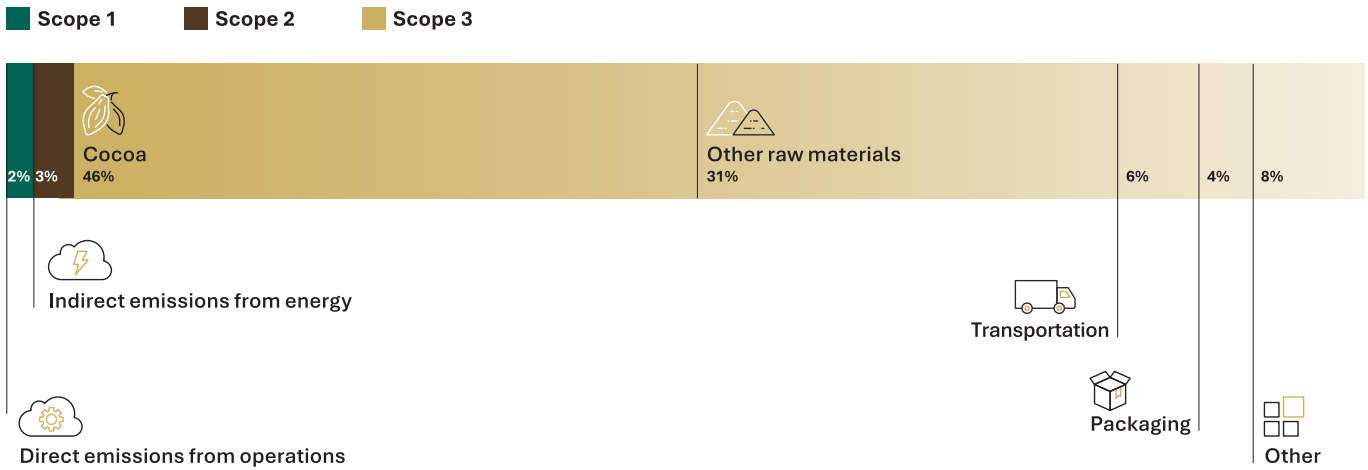 Scope 1
Scope 2
Scope 3
Cocoa
Other raw materials
2%
3%
46%
31%
6%
4%
8%
Indirect emissions from energy
Transportation
Packaging
Direct emissions from operations
Other